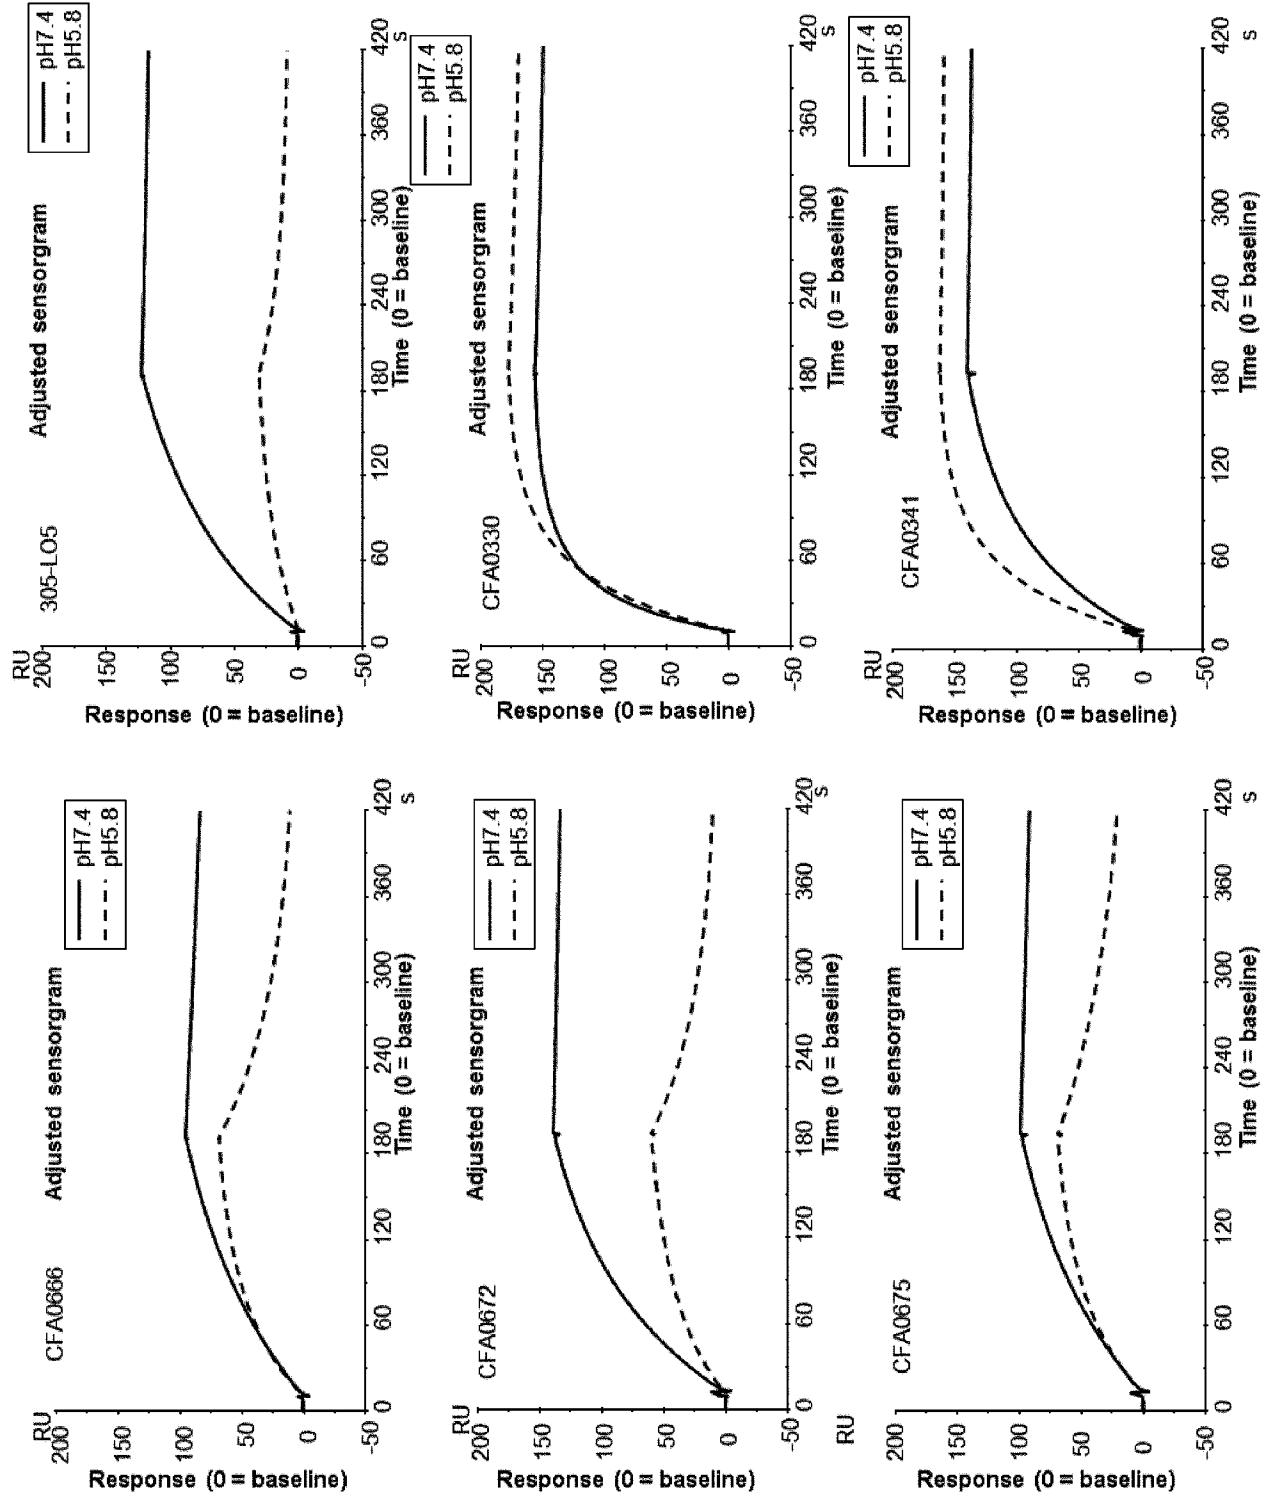 CFA0666
Adjusted sensorgram
pH7.4
pH5.8
RU
200
150
100
50
0
-50
Response (0 = baseline)
0 60 120 180 240 300 360 420
Time (0 = baseline)
s
305-LO5
Adjusted sensorgram
pH7.4
pH5.8
RU
200
150
100
50
0
-50
Response (0 = baseline)
0 60 120 180 240 300 360 420
Time (0 = baseline)
s
CFA0672
Adjusted sensorgram
pH7.4
pH5.8
RU
200
150
100
50
0
-50
Response (0 = baseline)
0 60 120 180 240 300 360 420
Time (0 = baseline)
s
CFA0330
Adjusted sensorgram
pH7.4
pH5.8
RU
200
150
100
50
0
-50
Response (0 = baseline)
0 60 120 180 240 300 360 420
Time (0 = baseline)
s
CFA0675
Adjusted sensorgram
pH7.4
pH5.8
RU
200
150
100
50
0
-50
Response (0 = baseline)
0 60 120 180 240 300 360 420
Time (0 = baseline)
s
CFA0341
Adjusted sensorgram
pH7.4
pH5.8
RU
200
150
100
50
0
-50
Response (0 = baseline)
0 60 120 180 240 300 360 420
Time (0 = baseline)
s